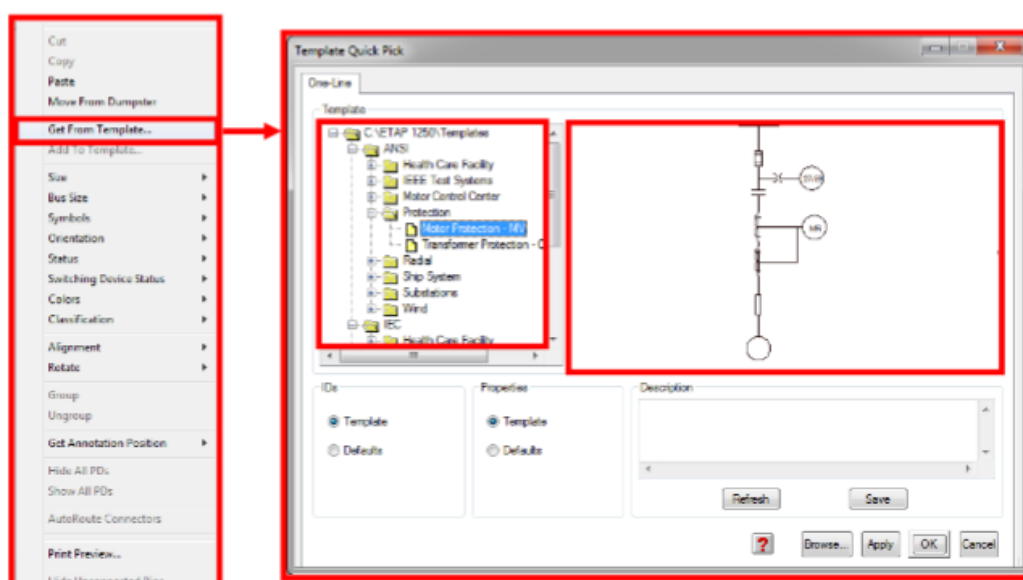 Cut
Copy
Paste
Move From Dumpster
Get From Template...
Add To Template...
Size
Bus Size
Symbols
Orientation
Status
Switching Device Status
Colors
Classification
Alignment
Rotate
Group
Ungroup
Get Annotation Position
Hide All PDs
Show All PDs
AutoRoute Connectors
Print Preview...
Template Quick Pick
One-Line
Template
C:\ETAP 1250\Templates
ANSI
Health Care Facility
IEEE Test Systems
Motor Control Center
Protection
Motor Protection - MV
Transformer Protection - O
Radial
Ship System
Substations
Wind
IEC
Health Care Facility
MR
IDs
Template
Defaults
Properties
Template
Defaults
Description
Refresh
Save
?
Browse...
Apply
OK
Cancel